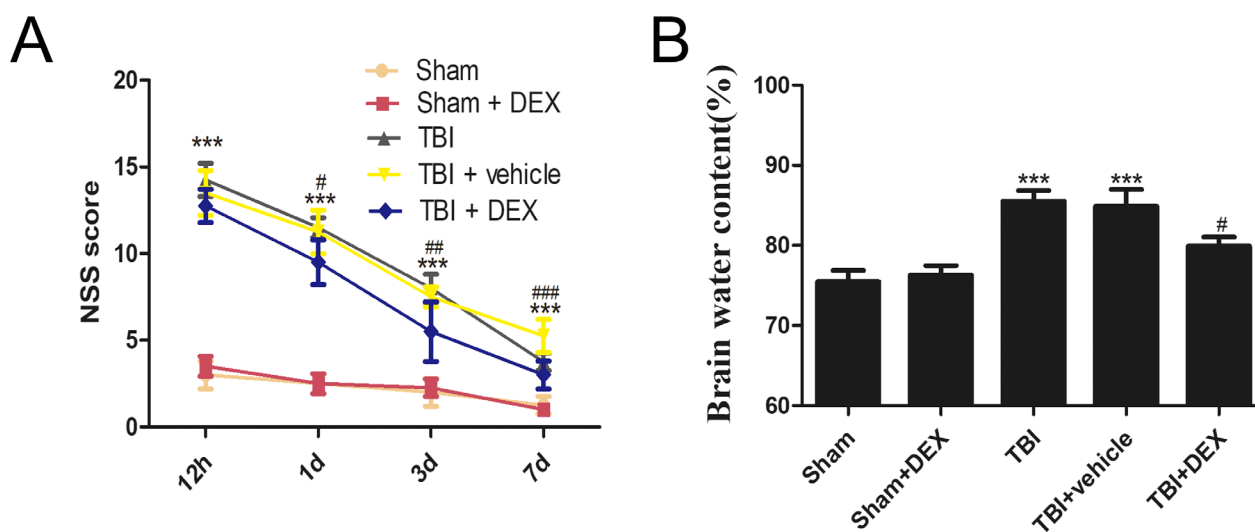 A
NSS score
20
15
10
5
0
***
#
***
##
***
###
***
Sham
Sham + DEX
TBI
TBI + vehicle
TBI + DEX
12h
1d
3d
7d
B
Brain water content(%)
100
90
80
70
60
***
***
#
Sham
Sham+DEX
TBI
TBI+vehicle
TBI+DEX